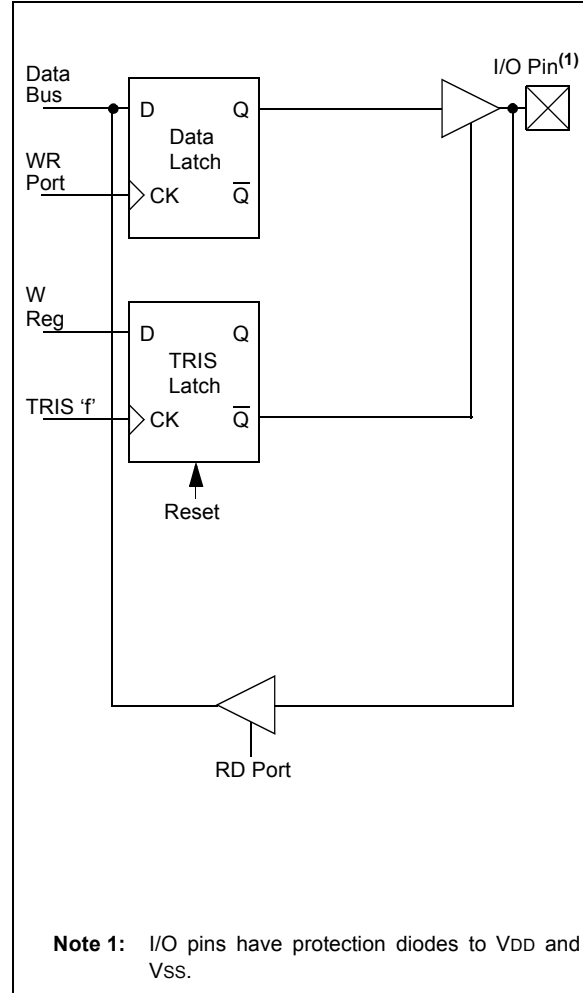 Data
Bus
I/O Pin(1)
D
Q
Data
Latch
WR
Port
CK
Q̅
W
Reg
D
Q
TRIS
Latch
TRIS ‘f’
CK
Q̅
Reset
RD Port
Note 1: I/O pins have protection diodes to VDD and
VSS.